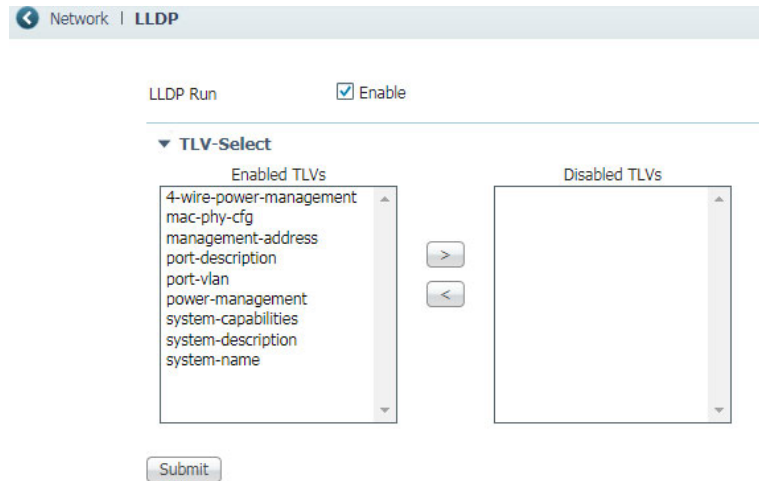 Network | LLDP
LLDP Run Enable
TLV-Select
Enabled TLVs Disabled TLVs
4-wire-power-management
mac-phy-cfg
management-address
port-description
port-vlan
power-management
system-capabilities
system-description
system-name
>
<
Submit